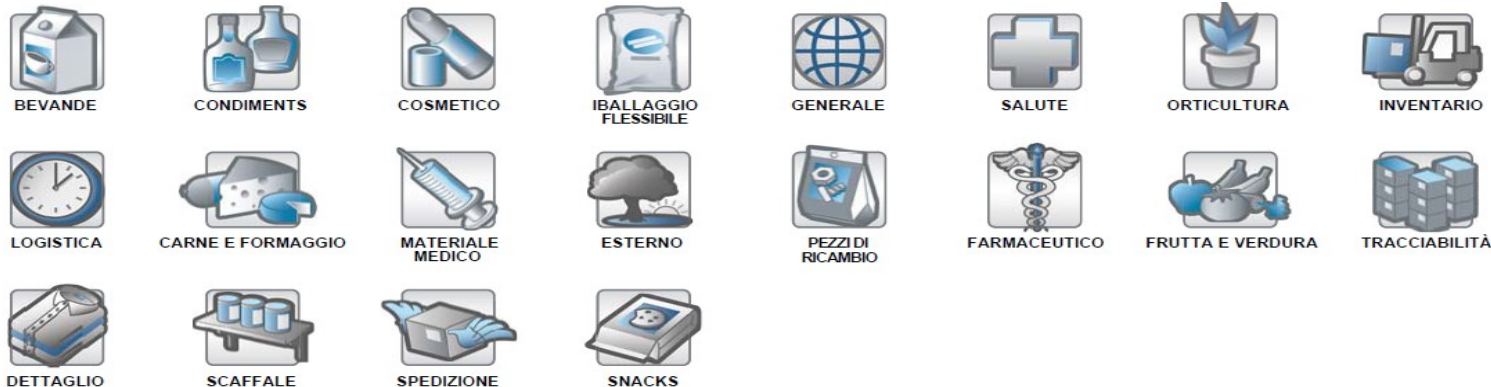 BEVANDE
CONDIMENTS
COSMETICO
IBALLAGGIO
FLESSIBILE
GENERALE
SALUTE
ORTICULTURA
INVENTARIO
LOGISTICA
CARNE E FORMAGGIO
MATERIALE
MEDICO
ESTERNO
PEZZI DI
RICAMBIO
FARMACEUTICO
FRUTTA E VERDURA
TRACCIABILITÀ
DETTAGLIO
SCAFFALE
SPEDIZIONE
SNACKS